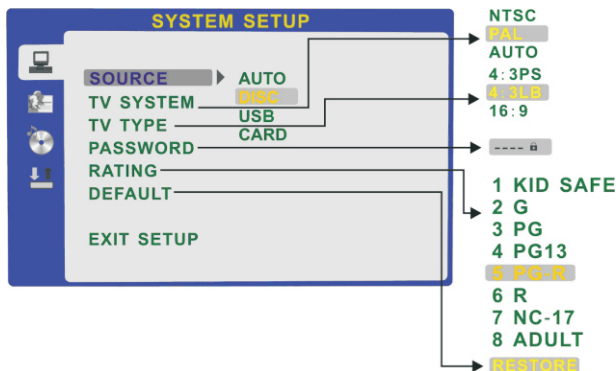 SYSTEM SETUP
SOURCE
TV SYSTEM
TV TYPE
PASSWORD
RATING
DEFAULT
EXIT SETUP
AUTO
DISC
USB
CARD
NTSC
PAL
AUTO
4:3PS
4:3LB
16:9
----
1 KID SAFE
2 G
3 PG
4 PG13
5 PG-R
6 R
7 NC-17
8 ADULT
RESTORE